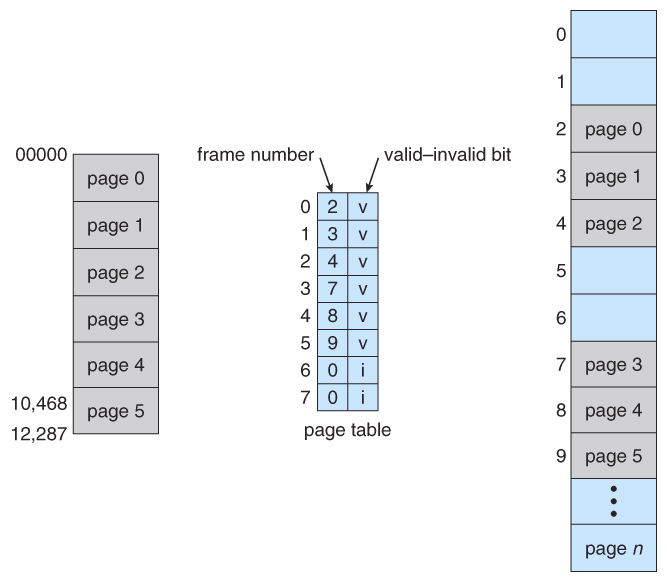 00000
page 0
page 1
page 2
page 3
page 4
page 5
10,468
12,287
frame number
valid–invalid bit
0 2 v
1 3 v
2 4 v
3 7 v
4 8 v
5 9 v
6 0 i
7 0 i
page table
0
1
2 page 0
3 page 1
4 page 2
5
6
7 page 3
8 page 4
9 page 5
page n